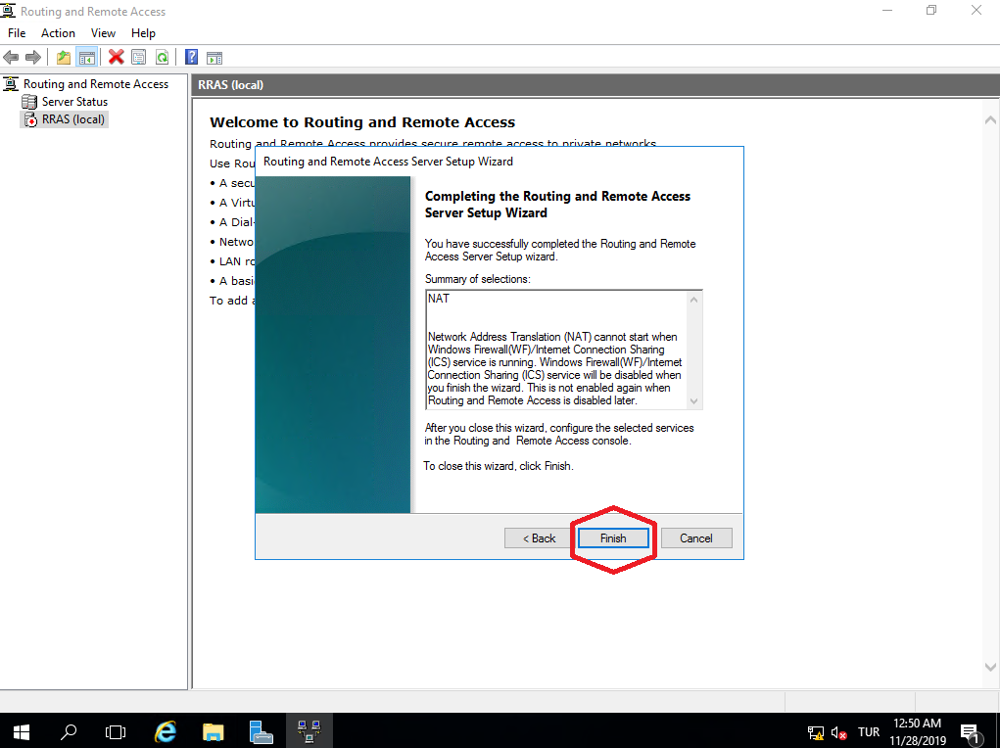 Routing and Remote Access
File Action View Help
Routing and Remote Access
Server Status
RRAS (local)
RRAS (local)
Welcome to Routing and Remote Access
Routing and Remote Access provides secure remote access to private networks.
Use Rou
• A secu
• A Virtu
• A Dial-
• Netwo
• LAN ro
• A basi
To add a
Routing and Remote Access Server Setup Wizard
Completing the Routing and Remote Access
Server Setup Wizard
You have successfully completed the Routing and Remote
Access Server Setup wizard.
Summary of selections:
NAT
Network Address Translation (NAT) cannot start when
Windows Firewall(WF)/Internet Connection Sharing
(ICS) service is running. Windows Firewall(WF)/Internet
Connection Sharing (ICS) service will be disabled when
you finish the wizard. This is not enabled again when
Routing and Remote Access is disabled later.
After you close this wizard, configure the selected services
in the Routing and  Remote Access console.
To close this wizard, click Finish.
< Back Finish Cancel
TUR
12:50 AM
11/28/2019
1